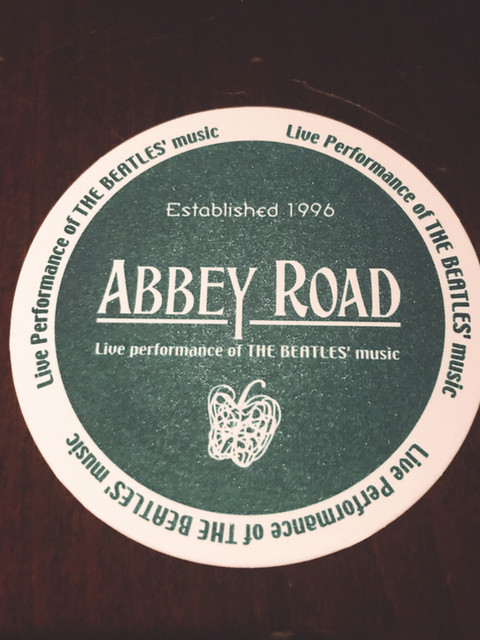 Live Performance of THE BEATLES' music
Live Performance of THE BEATLES' music
Established 1996
ABBEY ROAD
Live performance of THE BEATLES' music
Live Performance of THE BEATLES' music